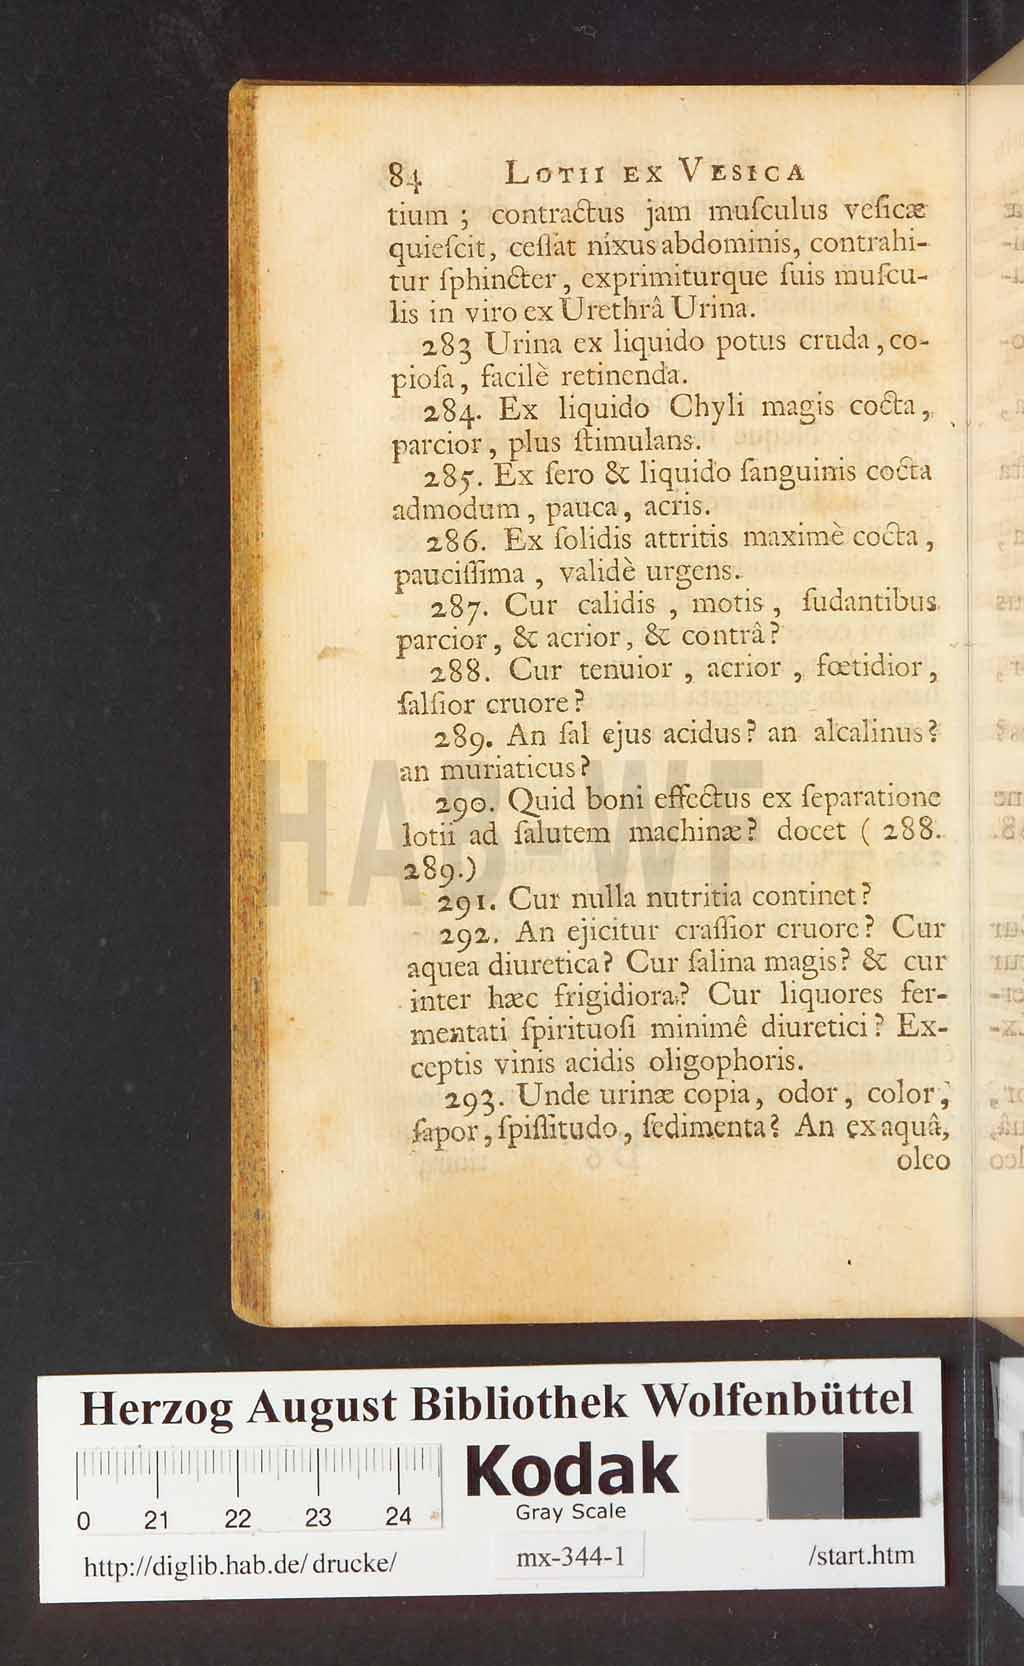 84 LOTII EX VESICA
tium ; contractus jam muſculus veſicæ
quieſcit, ceſſat nixus abdominis, contrahi-
tur ſphincter, exprimiturque ſuis muſcu-
lis in viro ex Urethrâ Urina.
283 Urina ex liquido potus cruda, co-
pioſa, facilè retinenda.
284. Ex liquido Chyli magis cocta,
parcior, plus ſtimulans.
285. Ex ſero & liquido ſanguinis cocta
admodum, pauca, acris.
286. Ex ſolidis attritis maximè cocta,
pauciſſima, validè urgens.
287. Cur calidis, motis, ſudantibus
parcior, & acrior, & contrâ?
288. Cur tenuior, acrior, fœtidior,
ſalſior cruore?
289. An ſal ejus acidus? an alcalinus?
an muriaticus?
290. Quid boni effectus ex ſeparatione
lotii ad ſalutem machinæ? docet ( 288.
289.)
291. Cur nulla nutritia continet?
292. An ejicitur craſſior cruore? Cur
aquea diuretica? Cur ſalina magis? & cur
inter hæc frigidiora? Cur liquores fer-
mentati ſpirituoſi minimê diuretici? Ex-
ceptis vinis acidis oligophoris.
293. Unde urinæ copia, odor, color,
ſapor, ſpiſſitudo, ſedimenta? An ex aquâ,
oleo
HAB-WF
Herzog August Bibliothek Wolfenbüttel
Kodak
Gray Scale
0 21 22 23 24
http://diglib.hab.de/ drucke/ mx-344-1 /start.htm